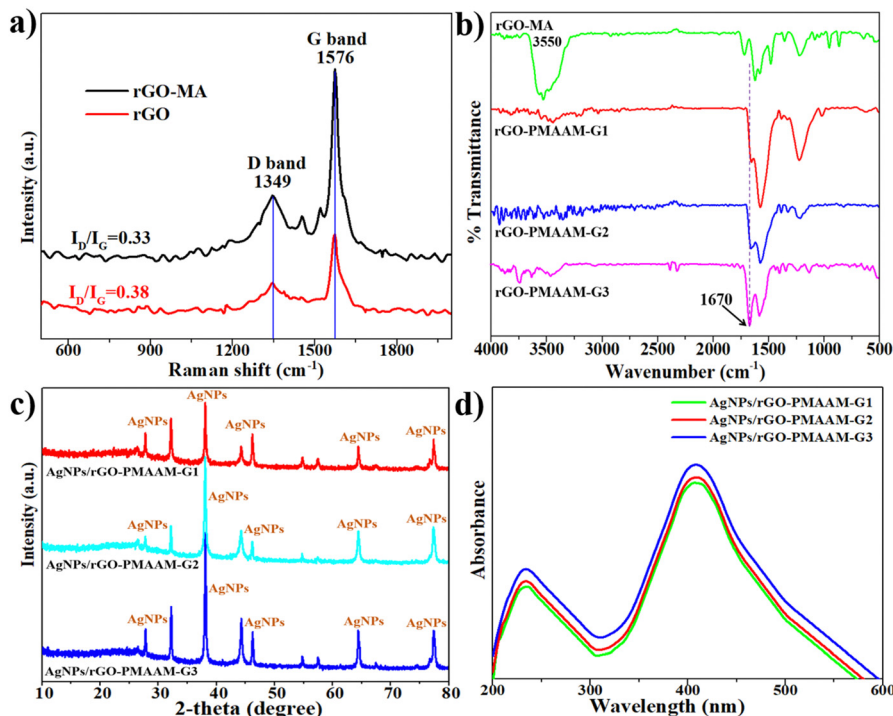 a)
G band
1576
rGO-MA
rGO
D band
1349
I_D/I_G=0.33
I_D/I_G=0.38
Intensity (a.u.)
600 900 1200 1500 1800
Raman shift (cm⁻¹)
b)
rGO-MA
3550
rGO-PMAAM-G1
rGO-PMAAM-G2
rGO-PMAAM-G3
1670
% Transmittance
4000 3500 3000 2500 2000 1500 1000 500
Wavenumber (cm⁻¹)
c)
AgNPs
AgNPs AgNPs AgNPs AgNPs
AgNPs/rGO-PMAAM-G1
AgNPs
AgNPs AgNPs AgNPs AgNPs
AgNPs/rGO-PMAAM-G2
AgNPs
AgNPs AgNPs AgNPs AgNPs
AgNPs/rGO-PMAAM-G3
Intensity (a.u.)
10 20 30 40 50 60 70 80
2-theta (degree)
d)
AgNPs/rGO-PMAAM-G1
AgNPs/rGO-PMAAM-G2
AgNPs/rGO-PMAAM-G3
Absorbance
200 300 400 500 600
Wavelength (nm)